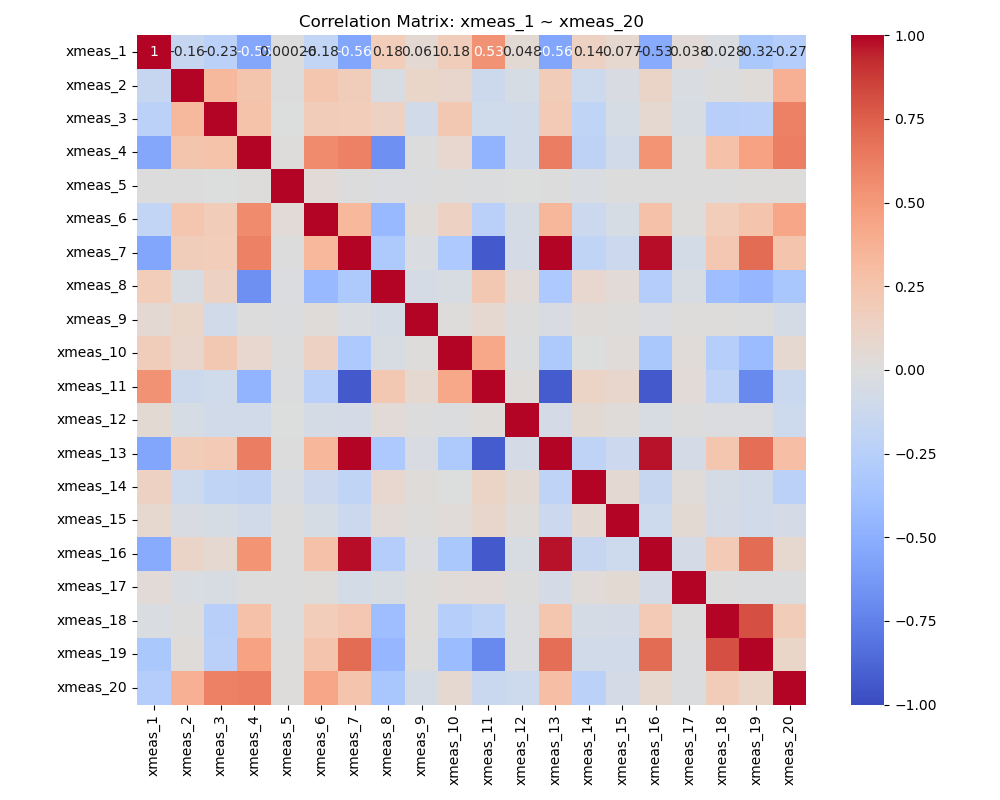 Correlation Matrix: xmeas_1 ~ xmeas_20
xmeas_1 1 -0.16 -0.23 -0.18 -0.56 0.18 0.061 0.18 0.53 0.048 -0.56 0.14 0.077 -0.53 0.038 -0.028 -0.32 -0.27
xmeas_2
xmeas_3
xmeas_4
xmeas_5
xmeas_6
xmeas_7
xmeas_8
xmeas_9
xmeas_10
xmeas_11
xmeas_12
xmeas_13
xmeas_14
xmeas_15
xmeas_16
xmeas_17
xmeas_18
xmeas_19
xmeas_20
xmeas_1 xmeas_2 xmeas_3 xmeas_4 xmeas_5 xmeas_6 xmeas_7 xmeas_8 xmeas_9 xmeas_10 xmeas_11 xmeas_12 xmeas_13 xmeas_14 xmeas_15 xmeas_16 xmeas_17 xmeas_18 xmeas_19 xmeas_20
1.00
0.75
0.50
0.25
0.00
−0.25
−0.50
−0.75
−1.00